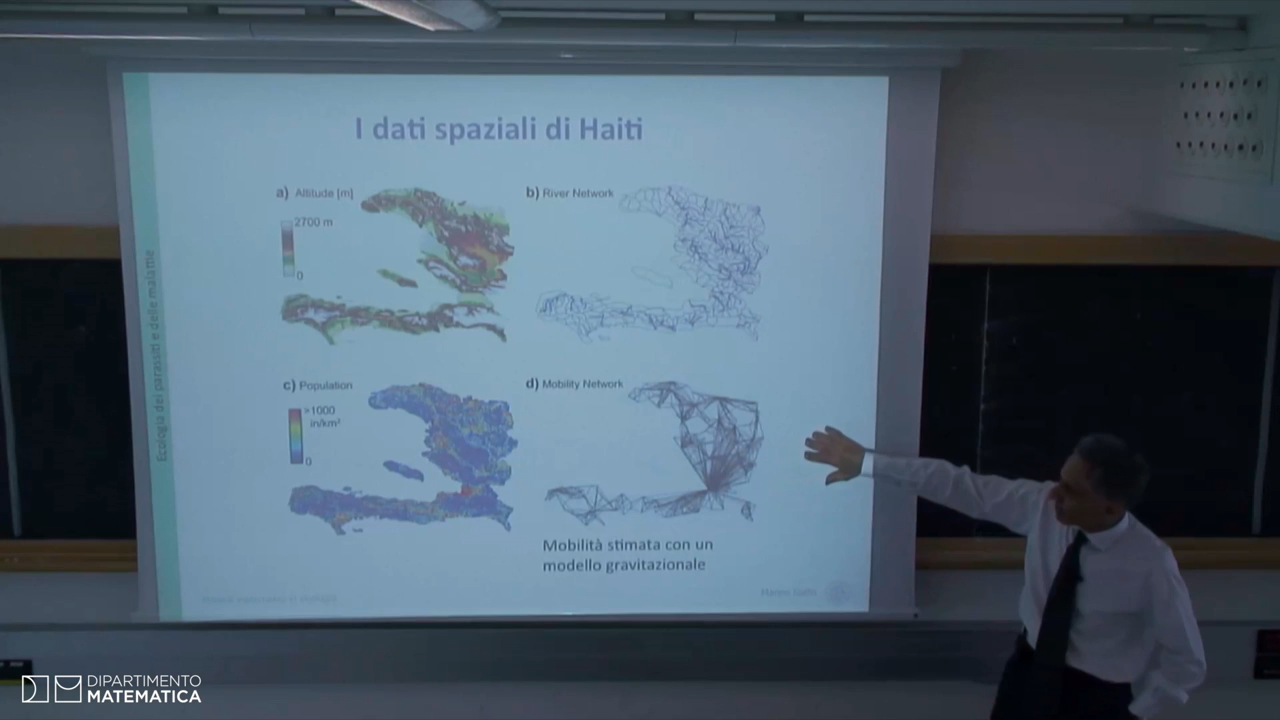 I dati spaziali di Haiti
a) Altitude [m]
2700 m
0
b) River Network
c) Population
>1000
in/km²
0
d) Mobility Network
Mobilità stimata con un
modello gravitazionale
Ecologia dei parassiti e delle malattie
DIPARTIMENTO
MATEMATICA